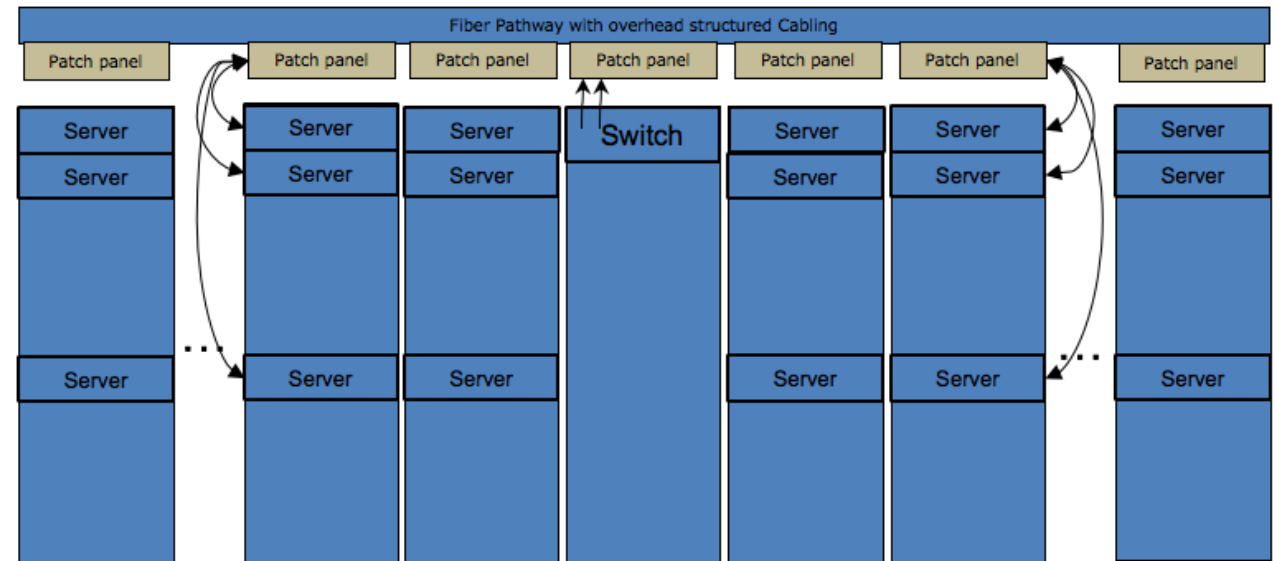 Fiber Pathway with overhead structured Cabling
Patch panel Patch panel Patch panel Patch panel Patch panel Patch panel Patch panel
Server Server Server Switch Server Server Server
Server Server Server Server Server Server
... ...
Server Server Server Server Server Server